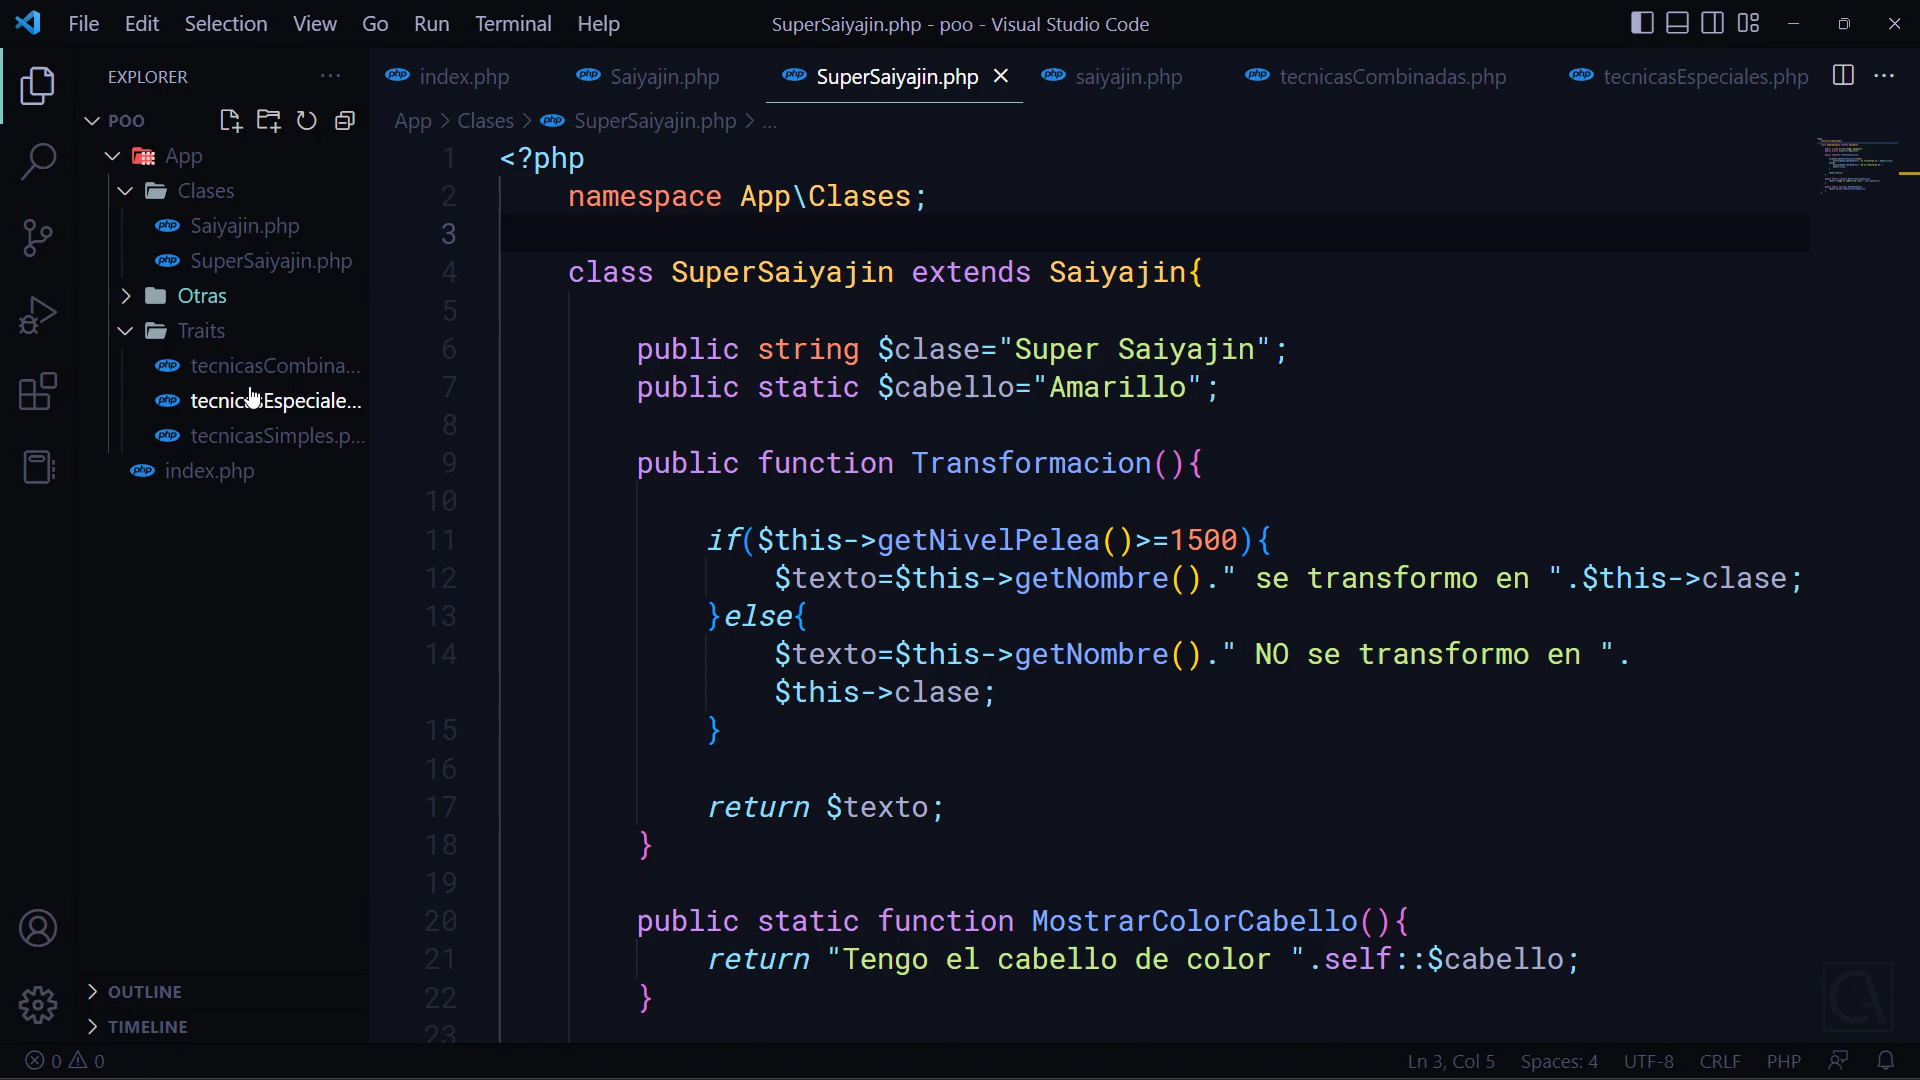 File Edit Selection View Go Run Terminal Help
SuperSaiyajin.php - poo - Visual Studio Code
EXPLORER
POO
App
Clases
Saiyajin.php
SuperSaiyajin.php
Otras
Traits
tecnicasCombina...
tecnicasEspeciale...
tecnicasSimples.p...
index.php
OUTLINE
TIMELINE
index.php Saiyajin.php SuperSaiyajin.php saiyajin.php tecnicasCombinadas.php tecnicasEspeciales.php
App > Clases > SuperSaiyajin.php > ...
1 <?php
2 namespace App\Clases;
3
4 class SuperSaiyajin extends Saiyajin{
5
6 public string $clase="Super Saiyajin";
7 public static $cabello="Amarillo";
8
9 public function Transformacion(){
10
11 if($this->getNivelPelea()>=1500){
12 $texto=$this->getNombre()." se transformo en ".$this->clase;
13 }else{
14 $texto=$this->getNombre()." NO se transformo en ".
$this->clase;
15 }
16
17 return $texto;
18 }
19
20 public static function MostrarColorCabello(){
21 return "Tengo el cabello de color ".self::$cabello;
22 }
23
CA
0 0
Ln 3, Col 5 Spaces: 4 UTF-8 CRLF PHP